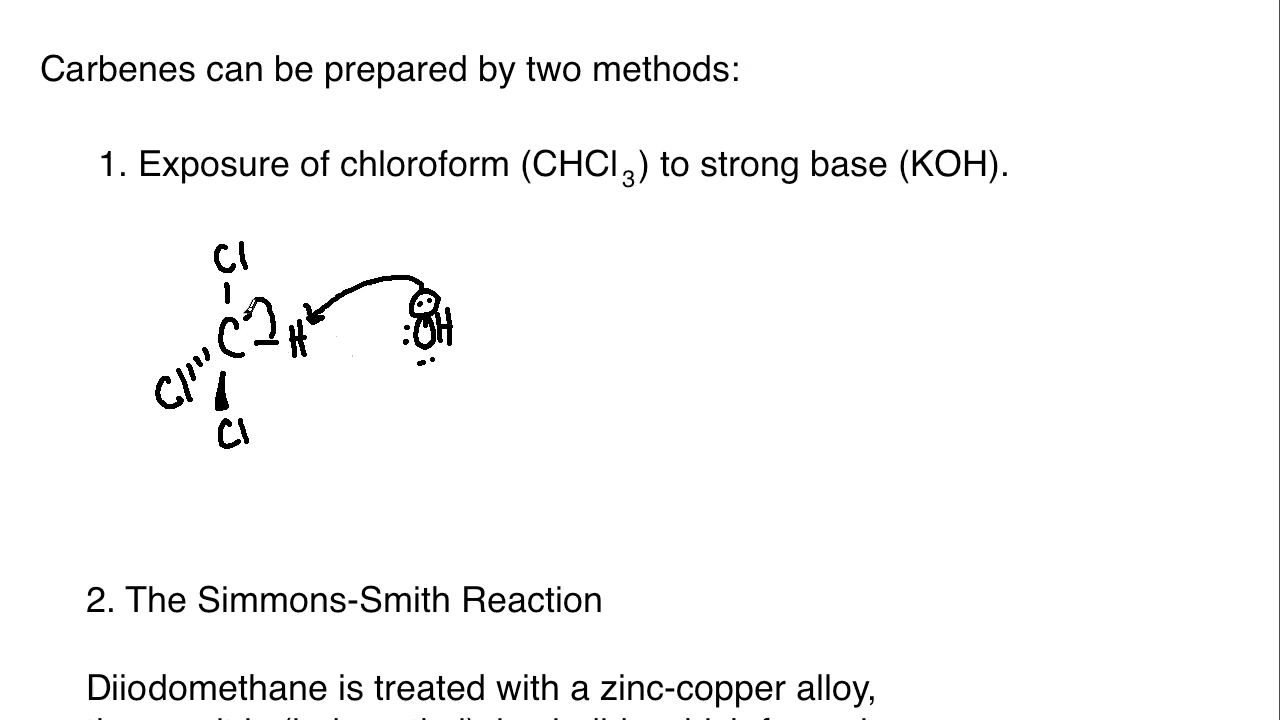 Carbenes can be prepared by two methods:
1. Exposure of chloroform (CHCl₃) to strong base (KOH).
Cl
C H :OH
Cl
Cl
2. The Simmons-Smith Reaction
Diiodomethane is treated with a zinc-copper alloy,